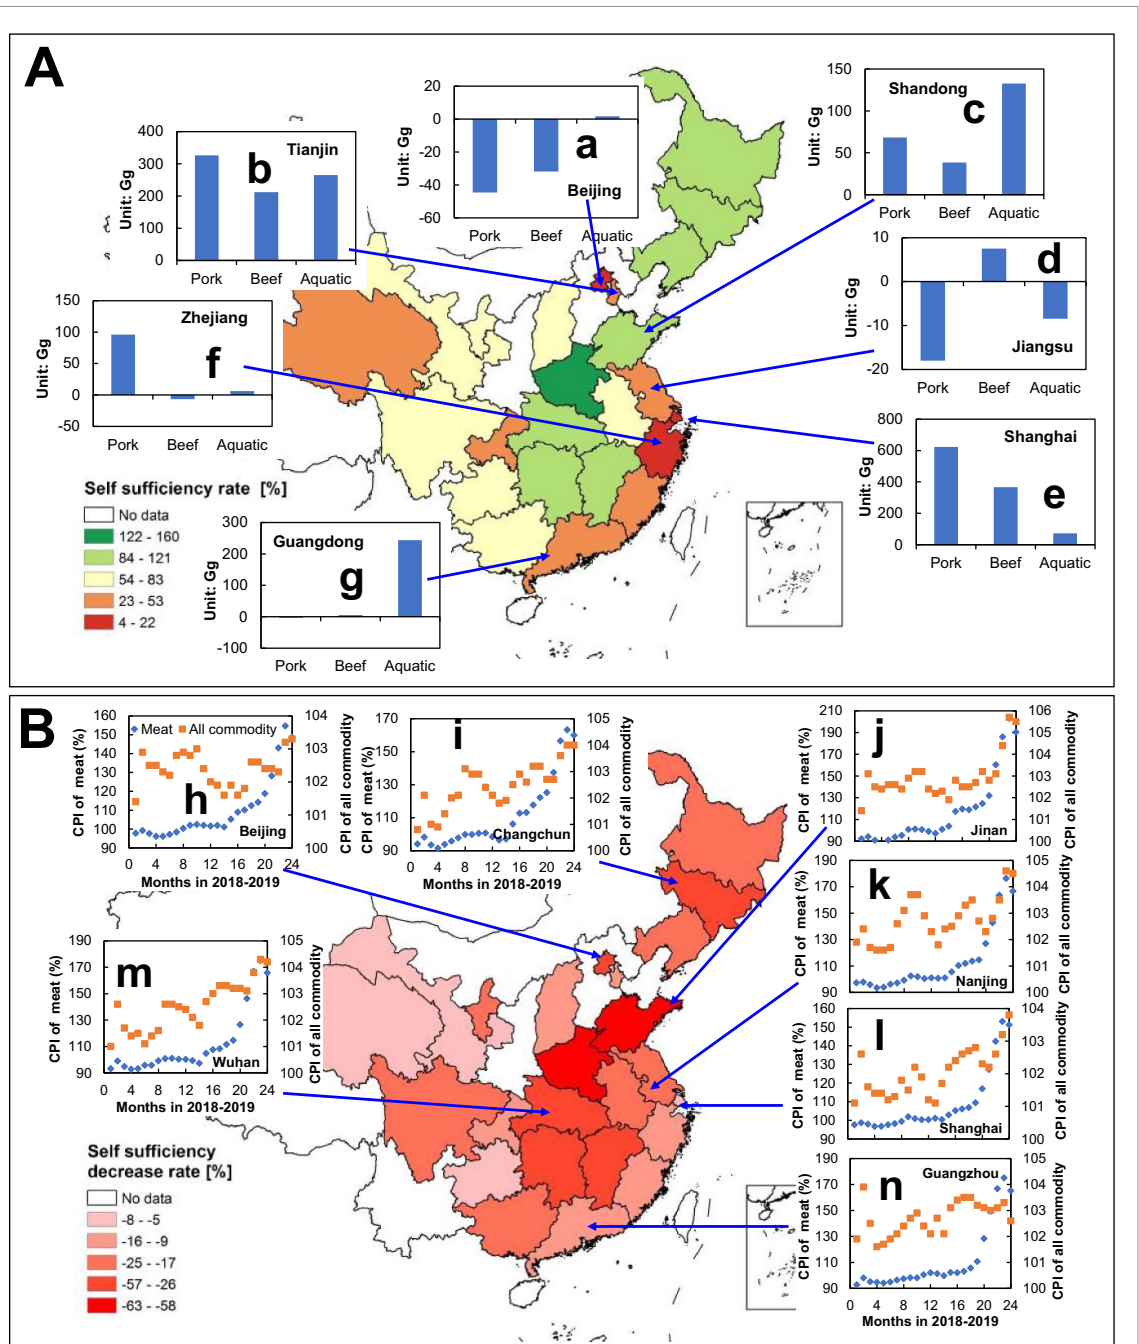 A
20
0
-20
-40
-60
Unit: Gg
a
Beijing
Pork Beef Aquatic
400
300
200
100
0
Unit: Gg
b
Tianjin
Pork Beef Aquatic
150
100
50
0
Unit: Gg
Shandong
c
Pork Beef Aquatic
10
0
-10
-20
Unit: Gg
d
Jiangsu
Pork Beef Aquatic
150
100
50
0
-50
Unit: Gg
Zhejiang
f
Pork Beef Aquatic
800
600
400
200
0
Unit: Gg
Shanghai
e
Pork Beef Aquatic
Self sufficiency rate [%]
No data
122 - 160
84 - 121
54 - 83
23 - 53
4 - 22
300
200
100
0
-100
Unit: Gg
Guangdong
g
Pork Beef Aquatic
B
160
150
140
130
120
110
100
90
CPI of meat (%)
Meat All commodity
h
Beijing
104
103
102
101
100
CPI of all commodity
0 4 8 12 16 20 24
Months in 2018-2019
170
150
130
110
90
CPI of meat (%)
i
Changchun
105
104
103
102
101
100
CPI of all commodity
0 4 8 12 16 20 24
Months in 2018-2019
210
190
170
150
130
110
90
CPI of meat (%)
j
Jinan
106
105
104
103
102
101
100
CPI of all commodity
190
170
150
130
110
90
CPI of meat (%)
k
Nanjing
105
104
103
102
101
100
CPI of all commodity
190
170
150
130
110
90
CPI of meat (%)
m
Wuhan
105
104
103
102
101
100
CPI of all commodity
0 4 8 12 16 20 24
Months in 2018-2019
160
150
140
130
120
110
100
90
CPI of meat (%)
l
Shanghai
104
103
102
101
100
CPI of all commodity
Self sufficiency
decrease rate [%]
No data
-8 - -5
-16 - -9
-25 - -17
-57 - -26
-63 - -58
190
170
150
130
110
90
CPI of meat (%)
n
Guangzhou
105
104
103
102
101
100
CPI of all commodity
0 4 8 12 16 20 24
Months in 2018-2019